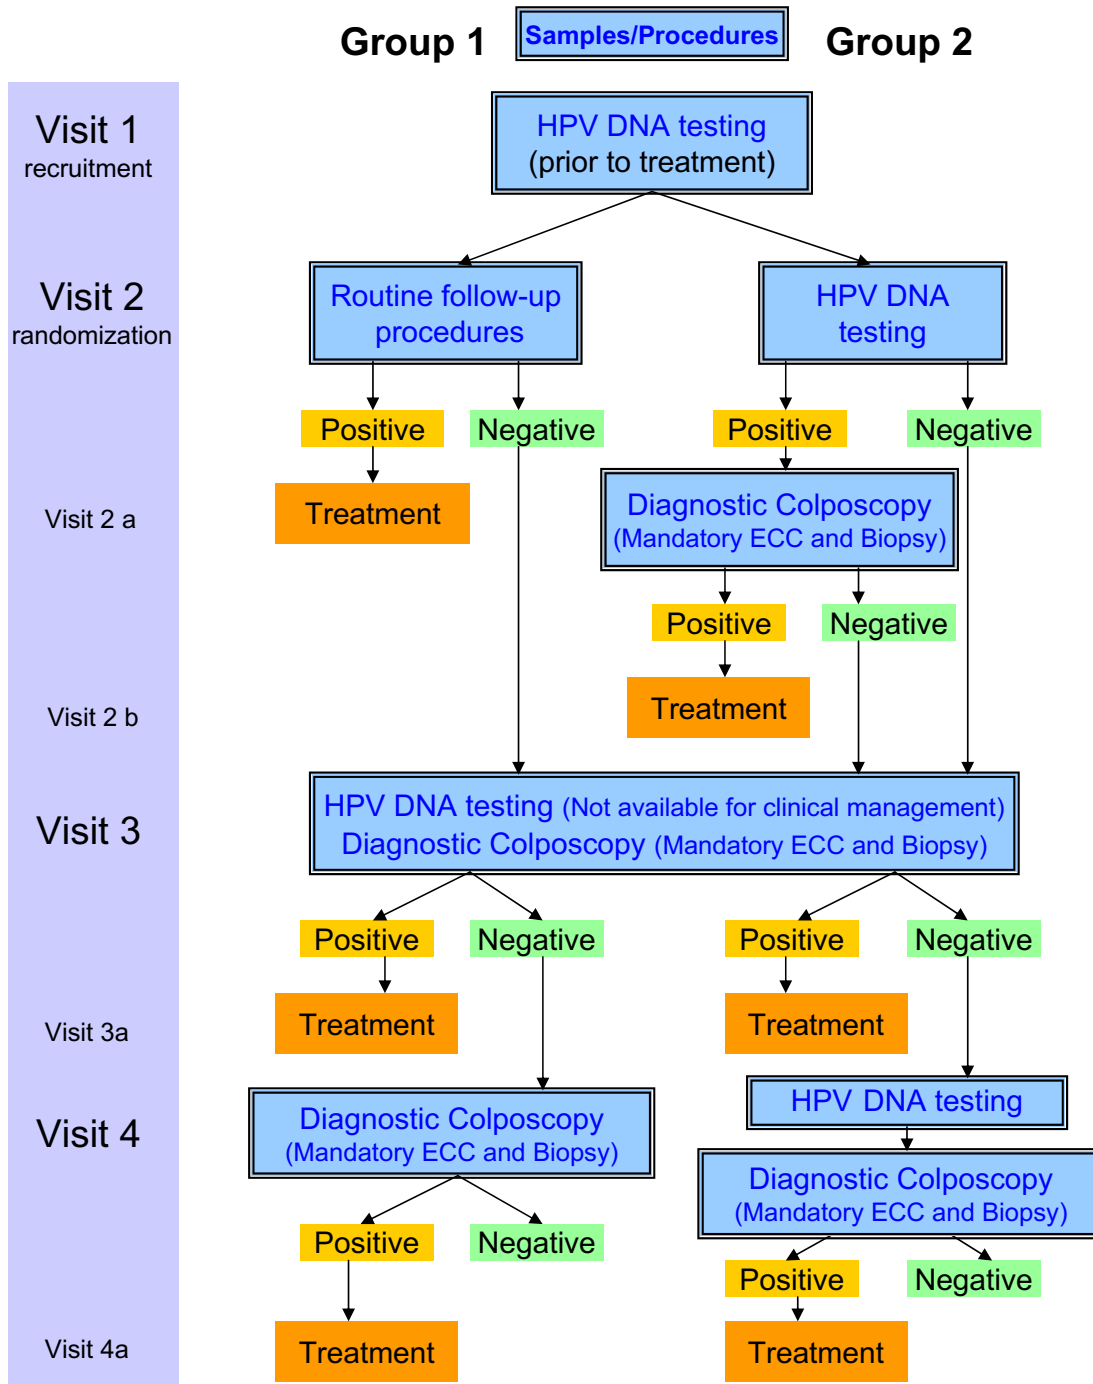 Group 1
Samples/Procedures
Group 2
Visit 1
recruitment
HPV DNA testing
(prior to treatment)
Visit 2
randomization
Routine follow-up
procedures
HPV DNA
testing
Positive
Negative
Positive
Negative
Visit 2 a
Treatment
Diagnostic Colposcopy
(Mandatory ECC and Biopsy)
Positive
Negative
Visit 2 b
Treatment
Visit 3
HPV DNA testing (Not available for clinical management)
Diagnostic Colposcopy (Mandatory ECC and Biopsy)
Positive
Negative
Positive
Negative
Visit 3a
Treatment
Treatment
Visit 4
Diagnostic Colposcopy
(Mandatory ECC and Biopsy)
HPV DNA testing
Diagnostic Colposcopy
(Mandatory ECC and Biopsy)
Positive
Negative
Positive
Negative
Visit 4a
Treatment
Treatment